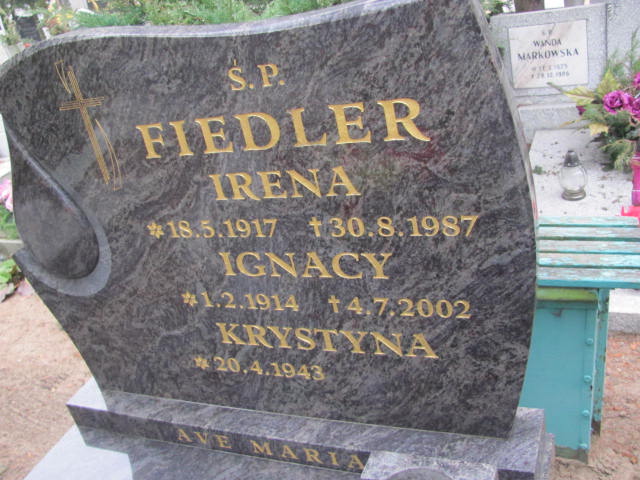 Ś.P.
FIEDLER
IRENA
*18.5.1917 †30.8.1987
IGNACY
*1.2.1914 †4.7.2002
KRYSTYNA
*20.4.1943
AVE MARIA
Ś.P.
WANDA
MARKOWSKA